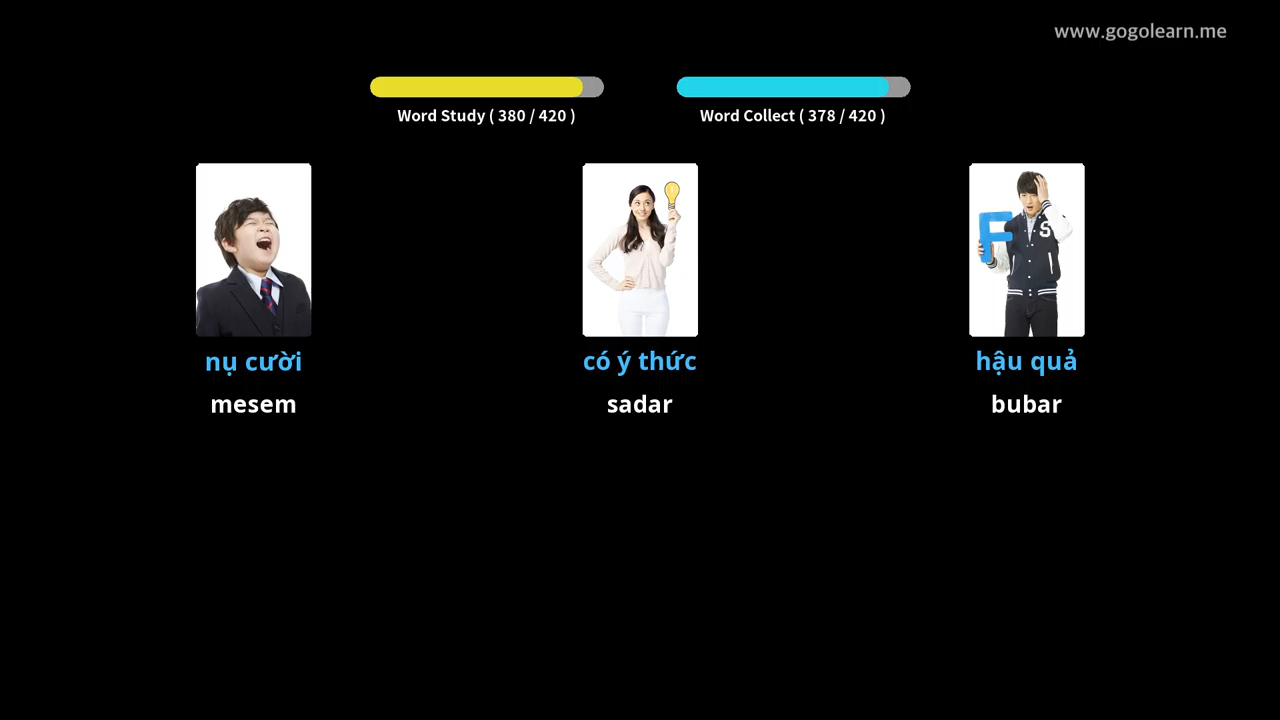 www.gogolearn.me
Word Study ( 380 / 420 )
Word Collect ( 378 / 420 )
F
S
nụ cười
có ý thức
hậu quả
mesem
sadar
bubar